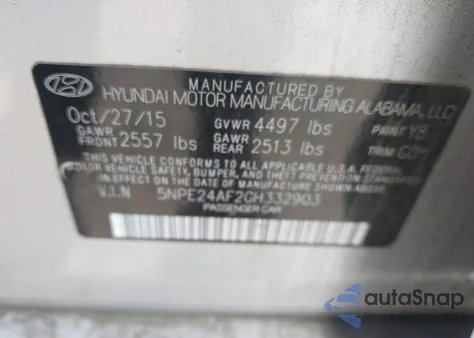 MANUFACTURED BY
HYUNDAI MOTOR MANUFACTURING ALABAMA, LLC
Oct/27/15 GVWR 4497 lbs PAINT Y8
GAWR FRONT 2557 lbs GAWR REAR 2513 lbs TRIM
THIS VEHICLE CONFORMS TO ALL APPLICABLE U.S.A. FEDERAL
MOTOR VEHICLE SAFETY, BUMPER, AND THEFT PREVENTION
STANDARDS IN EFFECT ON THE DATE OF MANUFACTURE SHOWN ABOVE.
V.I.N 5NPE24AF2GH332903
PASSENGER CAR
autoSnap